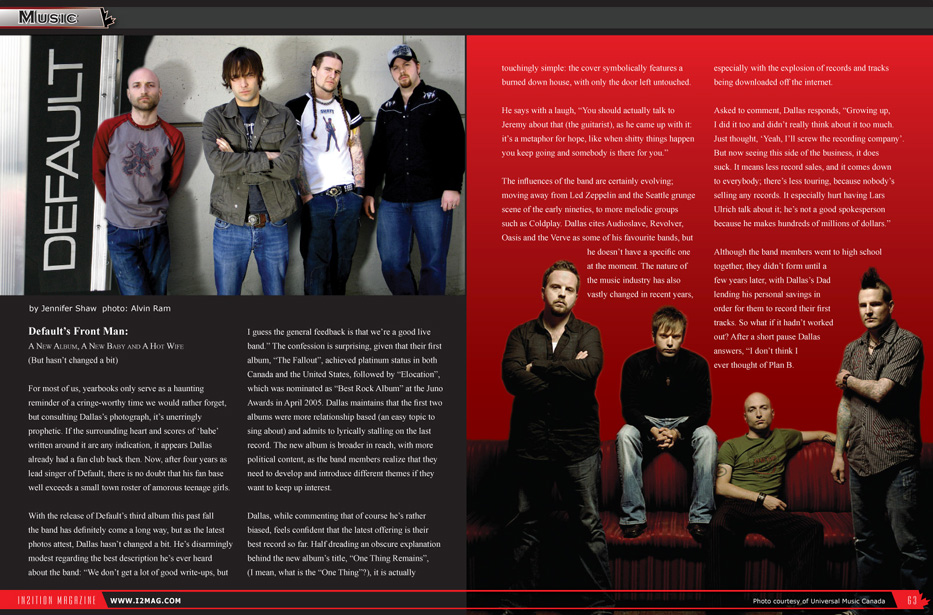 MUSIC
DEFAULT
by Jennifer Shaw photo: Alvin Ram
Default's Front Man:
A NEW ALBUM, A NEW BABY AND A HOT WIFE
(But hasn't changed a bit)
For most of us, yearbooks only serve as a haunting
reminder of a cringe-worthy time we would rather forget,
but consulting Dallas's photograph, it's unerringly
prophetic. If the surrounding heart and scores of 'babe'
written around it are any indication, it appears Dallas
already had a fan club back then. Now, after four years as
lead singer of Default, there is no doubt that his fan base
well exceeds a small town roster of amorous teenage girls.
With the release of Default's third album this past fall
the band has definitely come a long way, but as the latest
photos attest, Dallas hasn't changed a bit. He's disarmingly
modest regarding the best description he's ever heard
about the band: "We don't get a lot of good write-ups, but
I guess the general feedback is that we're a good live
band." The confession is surprising, given that their first
album, "The Fallout", achieved platinum status in both
Canada and the United States, followed by "Elocation",
which was nominated as "Best Rock Album" at the Juno
Awards in April 2005. Dallas maintains that the first two
albums were more relationship based (an easy topic to
sing about) and admits to lyrically stalling on the last
record. The new album is broader in reach, with more
political content, as the band members realize that they
need to develop and introduce different themes if they
want to keep up interest.
Dallas, while commenting that of course he's rather
biased, feels confident that the latest offering is their
best record so far. Half dreading an obscure explanation
behind the new album's title, "One Thing Remains",
(I mean, what is the "One Thing"?), it is actually
touchingly simple: the cover symbolically features a
burned down house, with only the door left untouched.
He says with a laugh, "You should actually talk to
Jeremy about that (the guitarist), as he came up with it:
it's a metaphor for hope, like when shitty things happen
you keep going and somebody is there for you."
The influences of the band are certainly evolving;
moving away from Led Zeppelin and the Seattle grunge
scene of the early nineties, to more melodic groups
such as Coldplay. Dallas cites Audioslave, Revolver,
Oasis and the Verve as some of his favourite bands, but
he doesn't have a specific one
at the moment. The nature of
the music industry has also
vastly changed in recent years,
especially with the explosion of records and tracks
being downloaded off the internet.
Asked to comment, Dallas responds, "Growing up,
I did it too and didn't really think about it too much.
Just thought, 'Yeah, I'll screw the recording company'.
But now seeing this side of the business, it does
suck. It means less record sales, and it comes down
to everybody; there's less touring, because nobody's
selling any records. It especially hurt having Lars
Ulrich talk about it; he's not a good spokesperson
because he makes hundreds of millions of dollars."
Although the band members went to high school
together, they didn't form until a
few years later, with Dallas's Dad
lending his personal savings in
order for them to record their first
tracks. So what if it hadn't worked
out? After a short pause Dallas
answers, "I don't think I
ever thought of Plan B.
IN2ITION MAGAZINE WWW.I2MAG.COM
Photo courtesy of Universal Music Canada 63